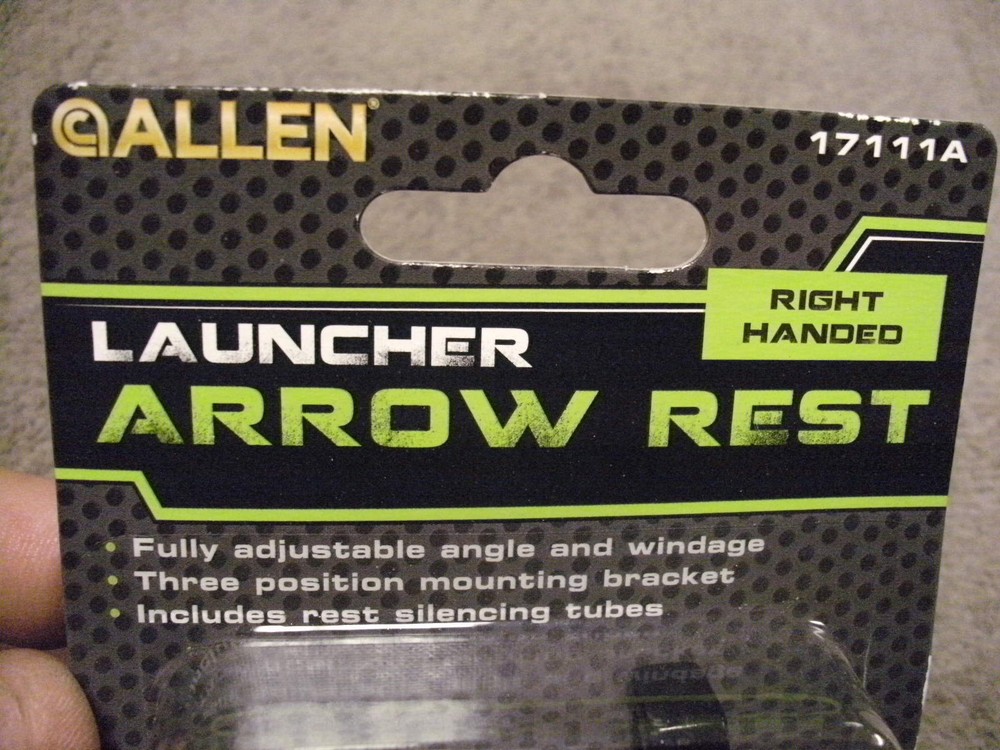 ALLEN®
17111A
RIGHT
HANDED
LAUNCHER
ARROW REST
• Fully adjustable angle and windage
• Three position mounting bracket
• Includes rest silencing tubes